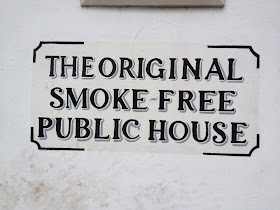 THE ORIGINAL
SMOKE-FREE
PUBLIC HOUSE